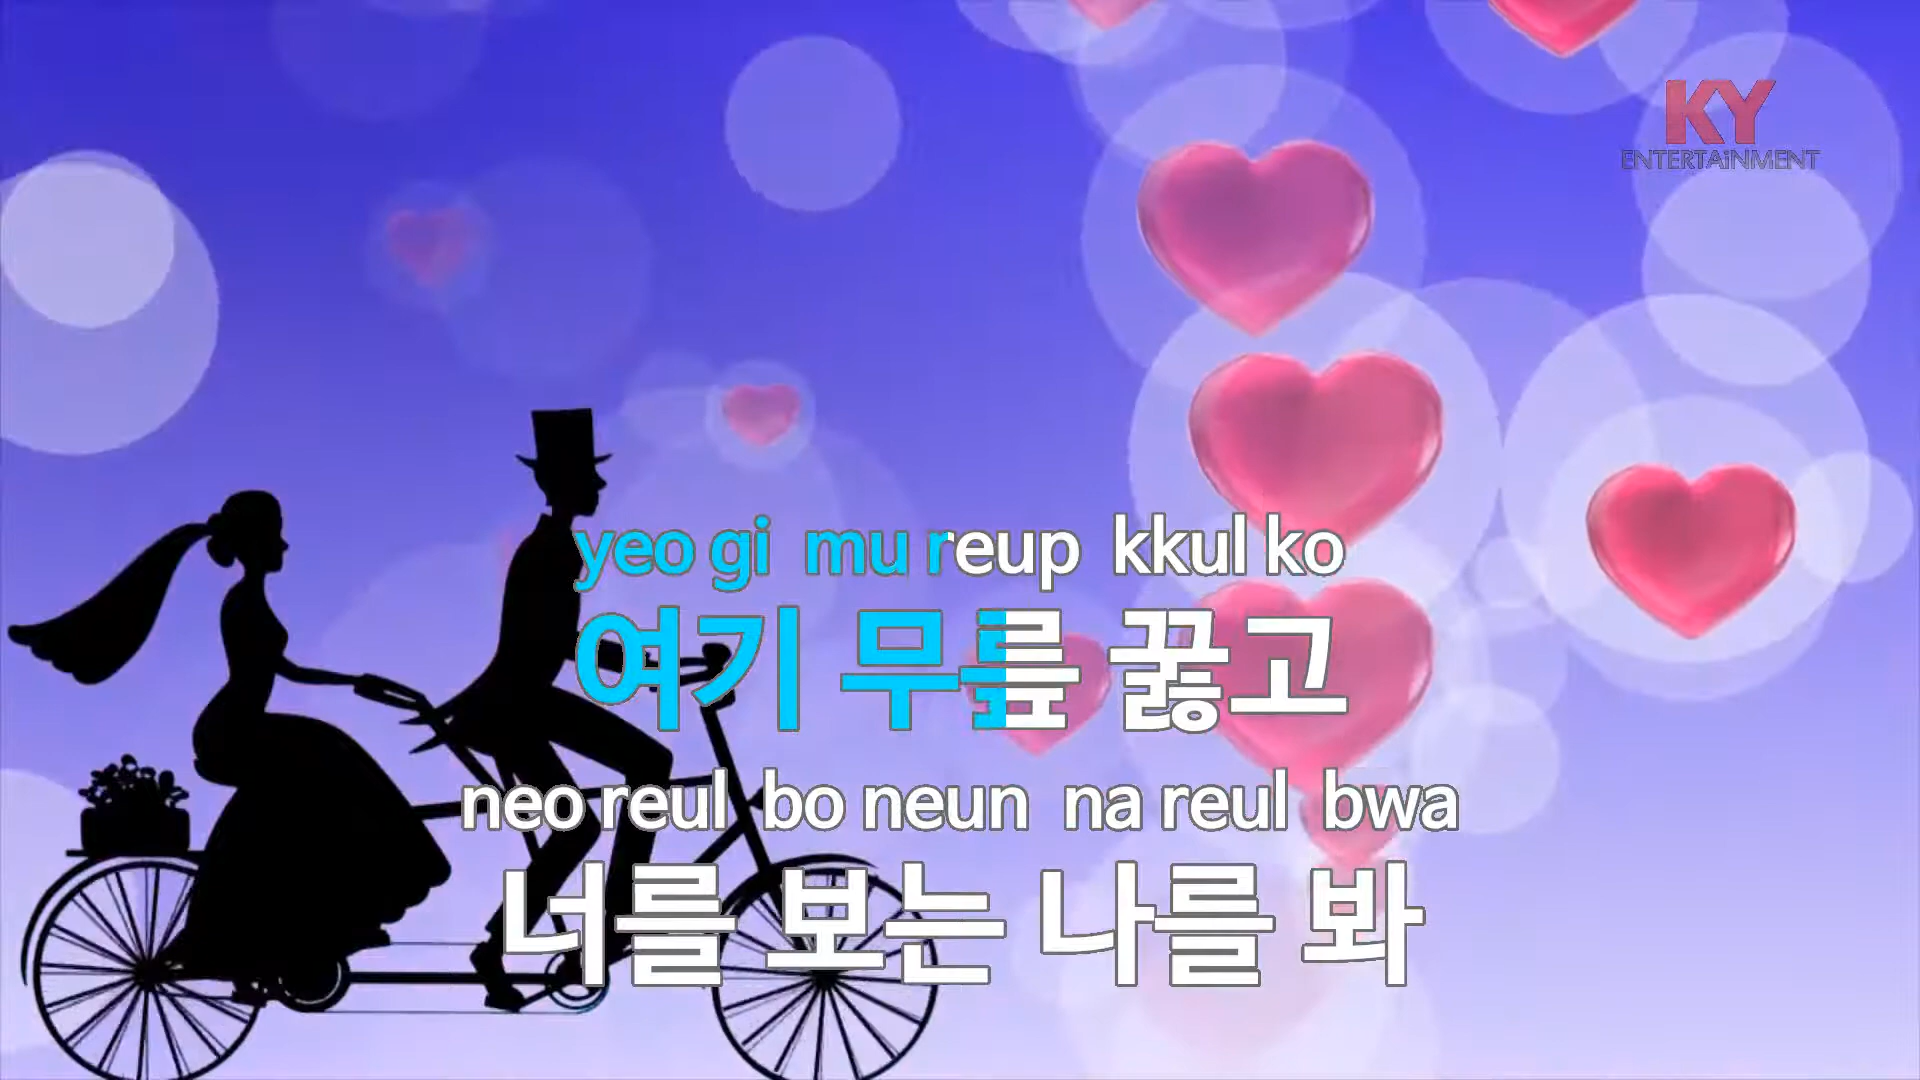 KY
ENTERTAiNMENT
yeo gi mu reup kkul ko
여기 무릎 꿇고
neo reul bo neun na reul bwa
너를 보는 나를 봐